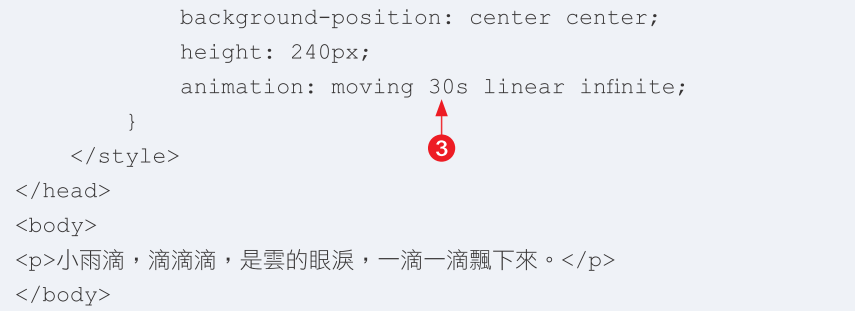 background-position: center center;
height: 240px;
animation: moving 30s linear infinite;
}
3
</style>
</head>
<body>
<p>小雨滴，滴滴滴，是雲的眼淚，一滴一滴飄下來。</p>
</body>